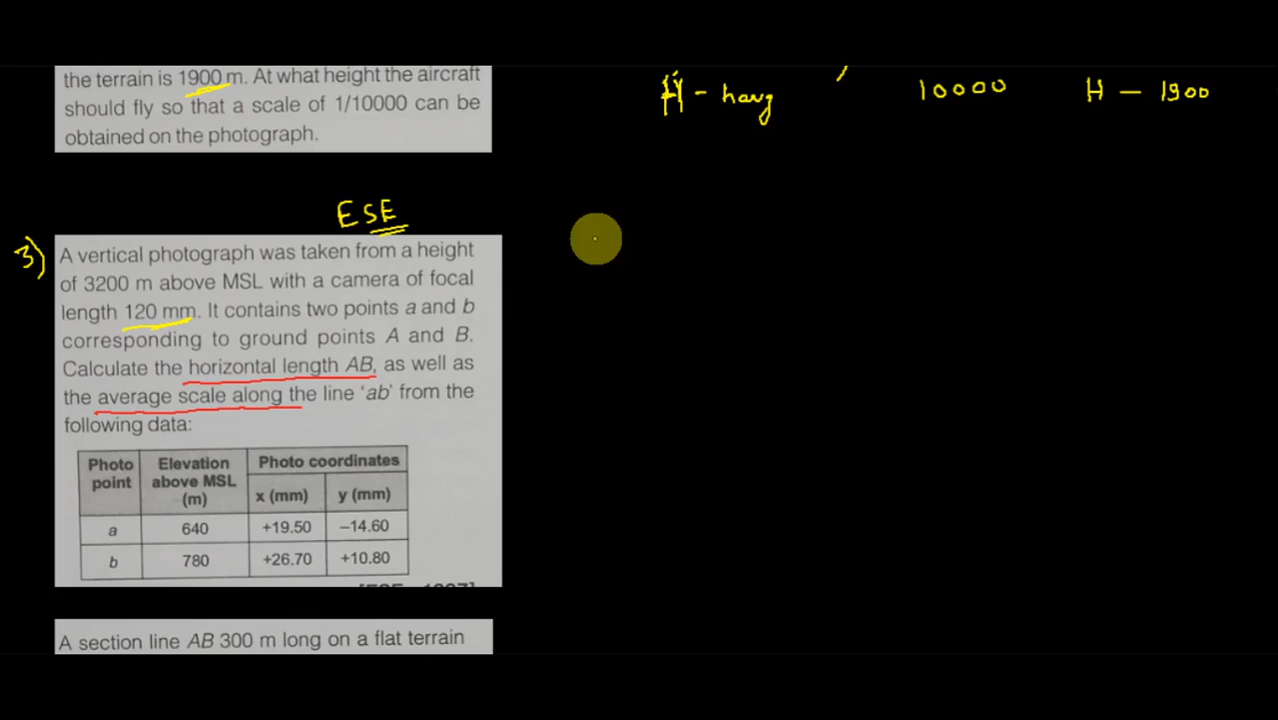 the terrain is 1900 m. At what height the aircraft
should fly so that a scale of 1/10000 can be
obtained on the photograph.
H - havg
10000
H - 1900
ESE
3)
A vertical photograph was taken from a height
of 3200 m above MSL with a camera of focal
length 120 mm. It contains two points a and b
corresponding to ground points A and B.
Calculate the horizontal length AB, as well as
the average scale along the line 'ab' from the
following data:
Photo point Elevation above MSL (m) Photo coordinates
x (mm) y (mm)
a 640 +19.50 –14.60
b 780 +26.70 +10.80
A section line AB 300 m long on a flat terrain